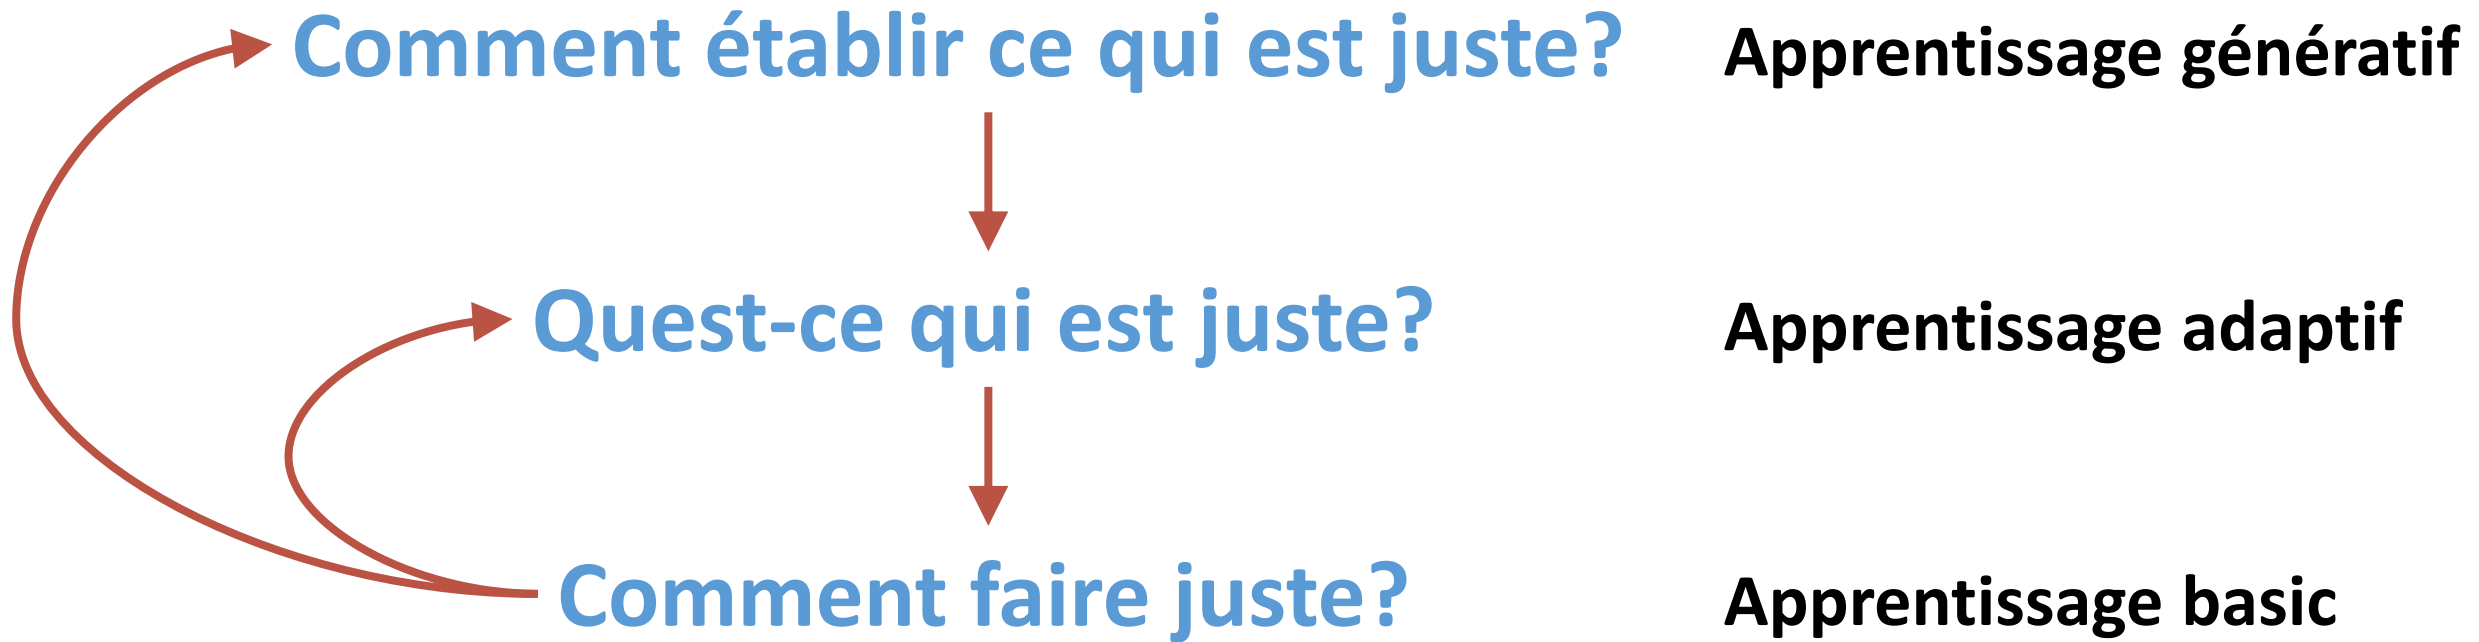 Comment établir ce qui est juste? Apprentissage génératif
Quest-ce qui est juste? Apprentissage adaptif
Comment faire juste? Apprentissage basic